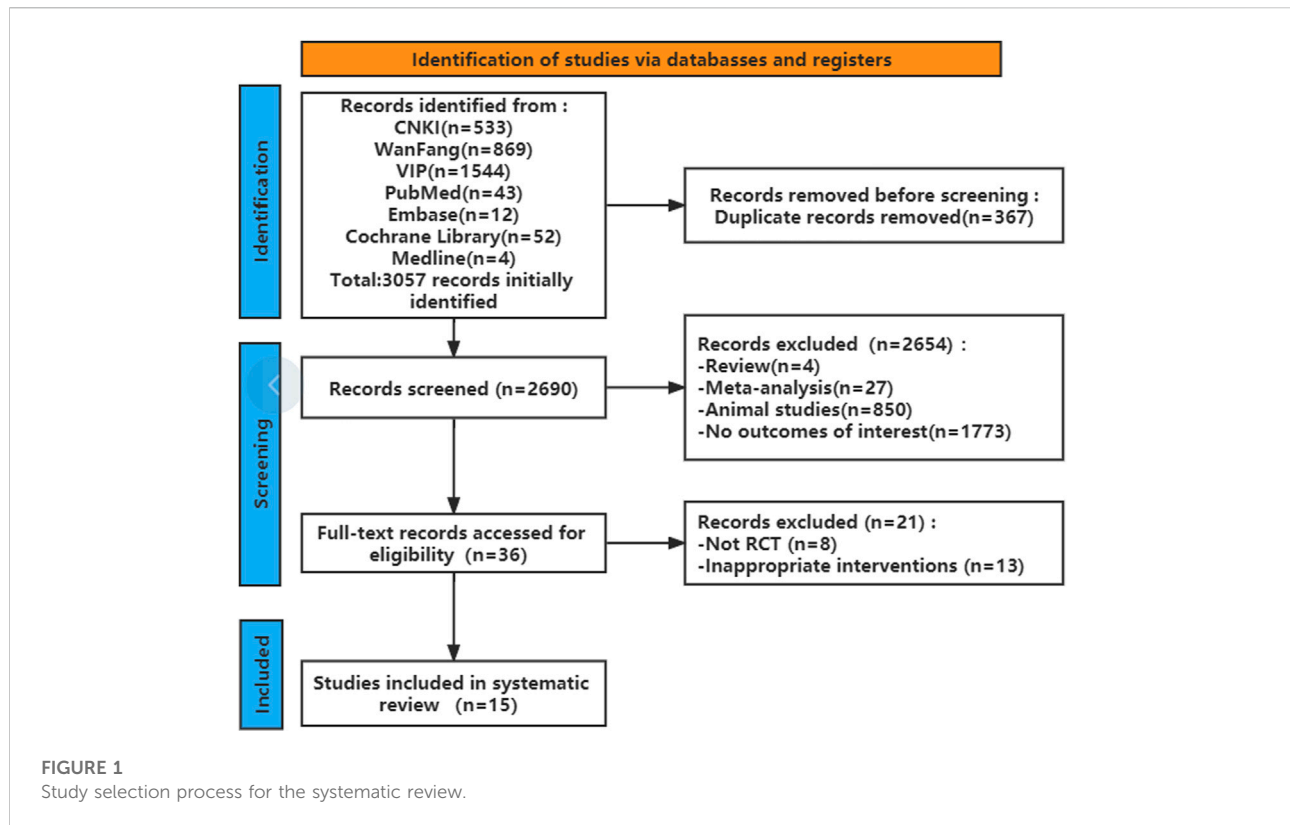 Identification of studies via databasses and registers
Identification
Records identified from :
CNKI(n=533)
WanFang(n=869)
VIP(n=1544)
PubMed(n=43)
Embase(n=12)
Cochrane Library(n=52)
Medline(n=4)
Total:3057 records initially
identified
Records removed before screening :
Duplicate records removed(n=367)
Screening
Records screened (n=2690)
Records excluded (n=2654) :
-Review(n=4)
-Meta-analysis(n=27)
-Animal studies(n=850)
-No outcomes of interest(n=1773)
Full-text records accessed for
eligibility (n=36)
Records excluded (n=21) :
-Not RCT (n=8)
-Inappropriate interventions (n=13)
Included
Studies included in systematic
review (n=15)
FIGURE 1
Study selection process for the systematic review.